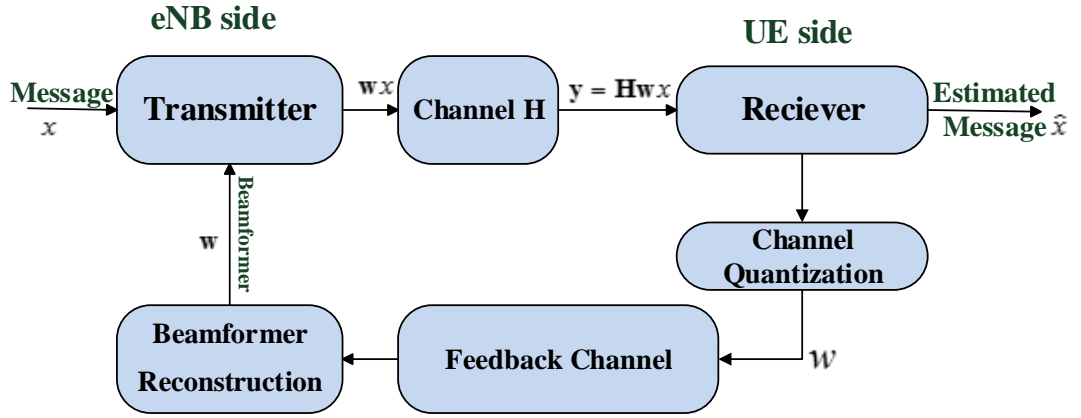 eNB side
UE side
Message
x
Transmitter
wx
Channel H
y = Hwx
Reciever
Estimated
Message x̂
Beamformer
w
Channel
Quantization
Beamformer
Reconstruction
Feedback Channel
w